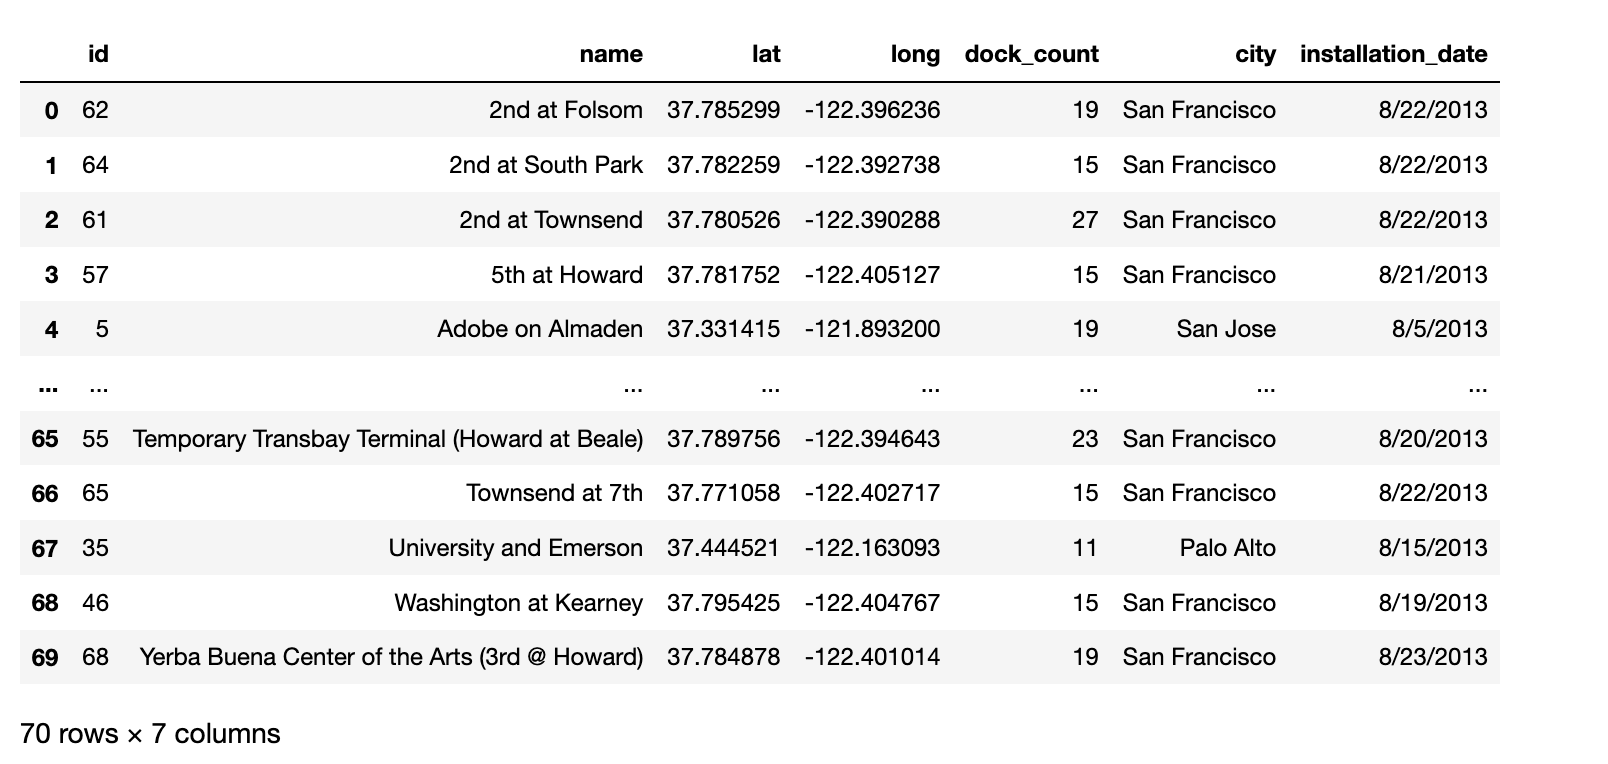 id name lat long dock_count city installation_date
0 62 2nd at Folsom 37.785299 -122.396236 19 San Francisco 8/22/2013
1 64 2nd at South Park 37.782259 -122.392738 15 San Francisco 8/22/2013
2 61 2nd at Townsend 37.780526 -122.390288 27 San Francisco 8/22/2013
3 57 5th at Howard 37.781752 -122.405127 15 San Francisco 8/21/2013
4 5 Adobe on Almaden 37.331415 -121.893200 19 San Jose 8/5/2013
... ... ... ... ... ... ... ...
65 55 Temporary Transbay Terminal (Howard at Beale) 37.789756 -122.394643 23 San Francisco 8/20/2013
66 65 Townsend at 7th 37.771058 -122.402717 15 San Francisco 8/22/2013
67 35 University and Emerson 37.444521 -122.163093 11 Palo Alto 8/15/2013
68 46 Washington at Kearney 37.795425 -122.404767 15 San Francisco 8/19/2013
69 68 Yerba Buena Center of the Arts (3rd @ Howard) 37.784878 -122.401014 19 San Francisco 8/23/2013
70 rows × 7 columns